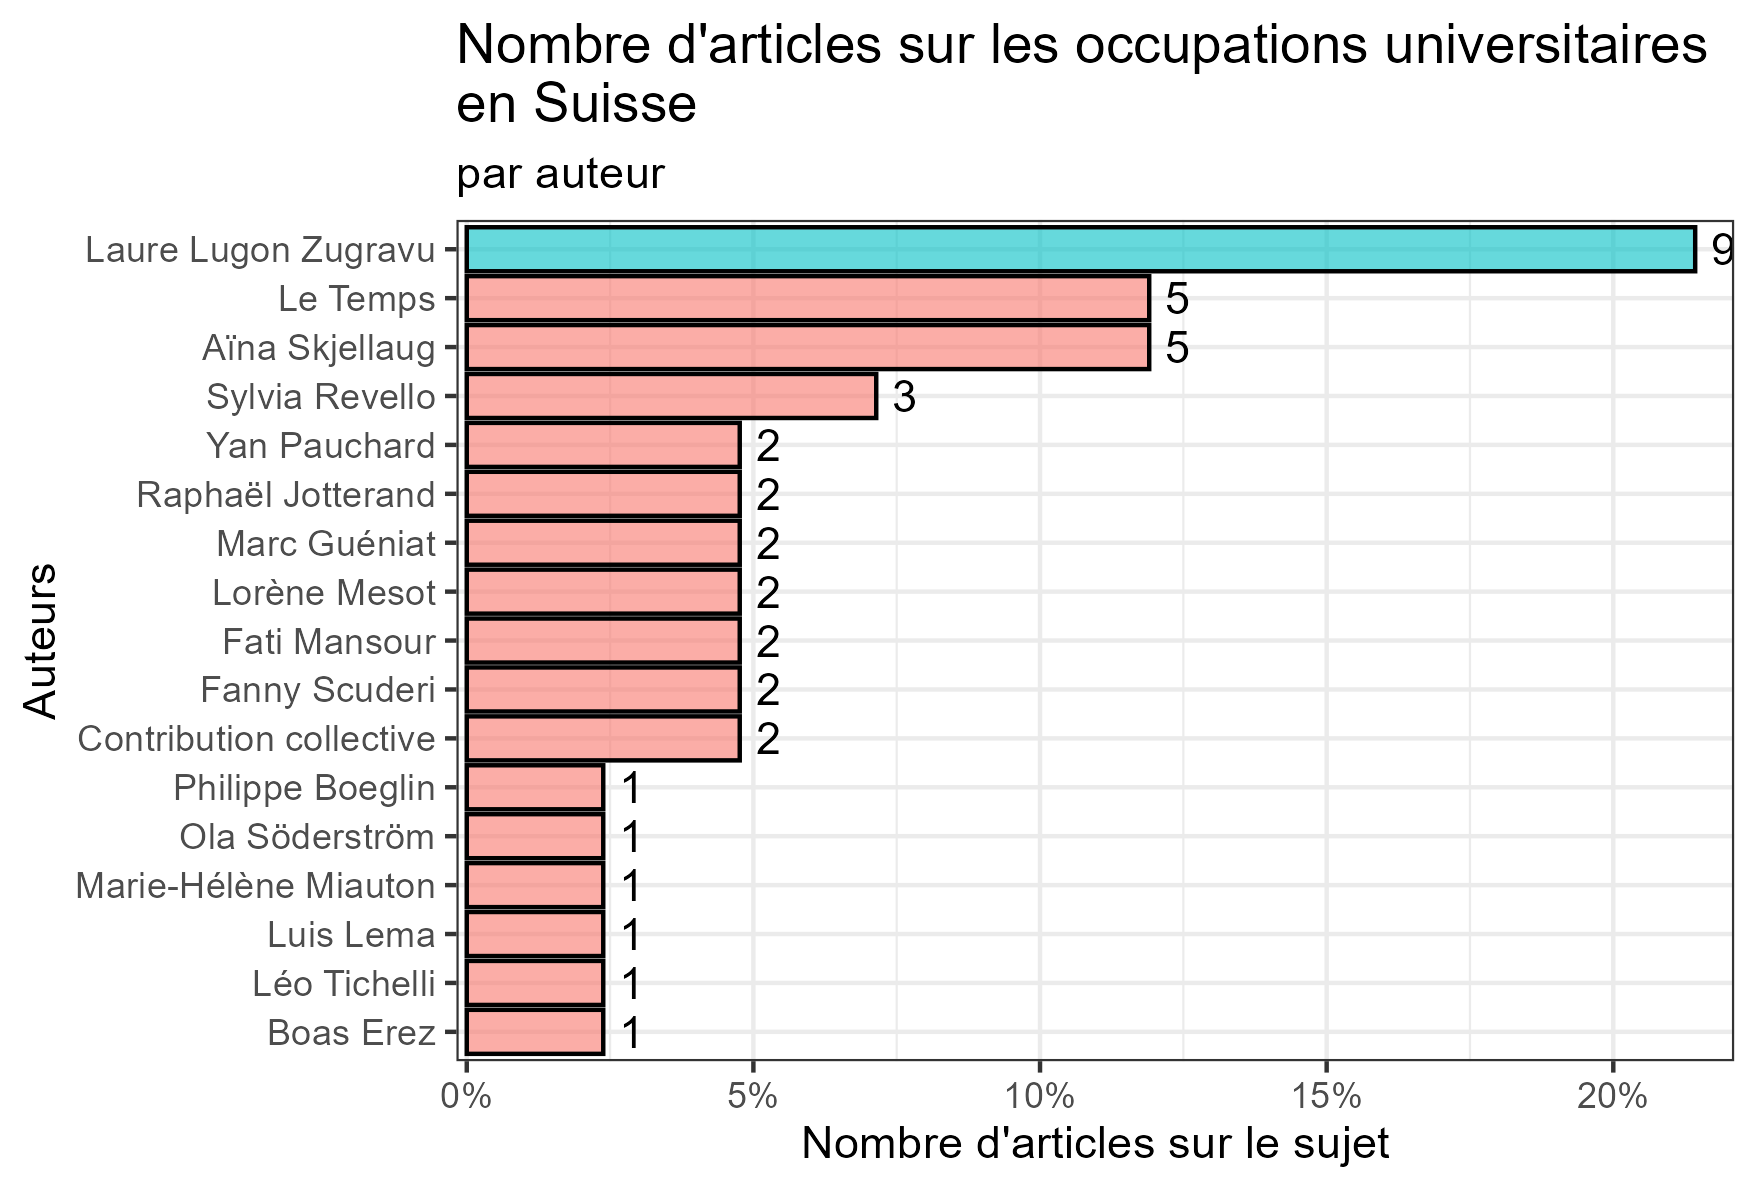 Nombre d'articles sur les occupations universitaires
en Suisse
par auteur
Auteurs
Laure Lugon Zugravu 9
Le Temps 5
Aïna Skjellaug 5
Sylvia Revello 3
Yan Pauchard 2
Raphaël Jotterand 2
Marc Guéniat 2
Lorène Mesot 2
Fati Mansour 2
Fanny Scuderi 2
Contribution collective 2
Philippe Boeglin 1
Ola Söderström 1
Marie-Hélène Miauton 1
Luis Lema 1
Léo Tichelli 1
Boas Erez 1
0% 5% 10% 15% 20%
Nombre d'articles sur le sujet